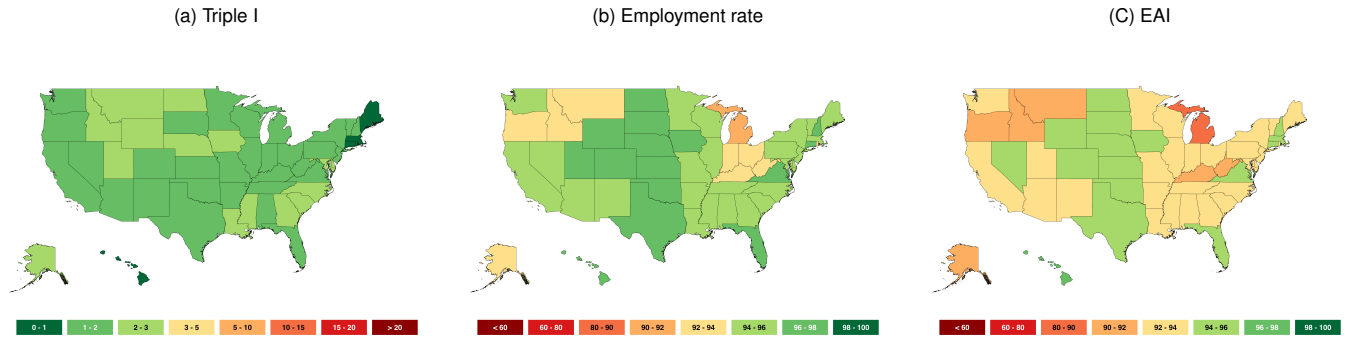 (a) Triple I
(b) Employment rate
(C) EAI
0 - 1 1 - 2 2 - 3 3 - 5 5 - 10 10 - 15 15 - 20 > 20
< 60 60 - 80 80 - 90 90 - 92 92 - 94 94 - 96 96 - 98 98 - 100
< 60 60 - 80 80 - 90 90 - 92 92 - 94 94 - 96 96 - 98 98 - 100